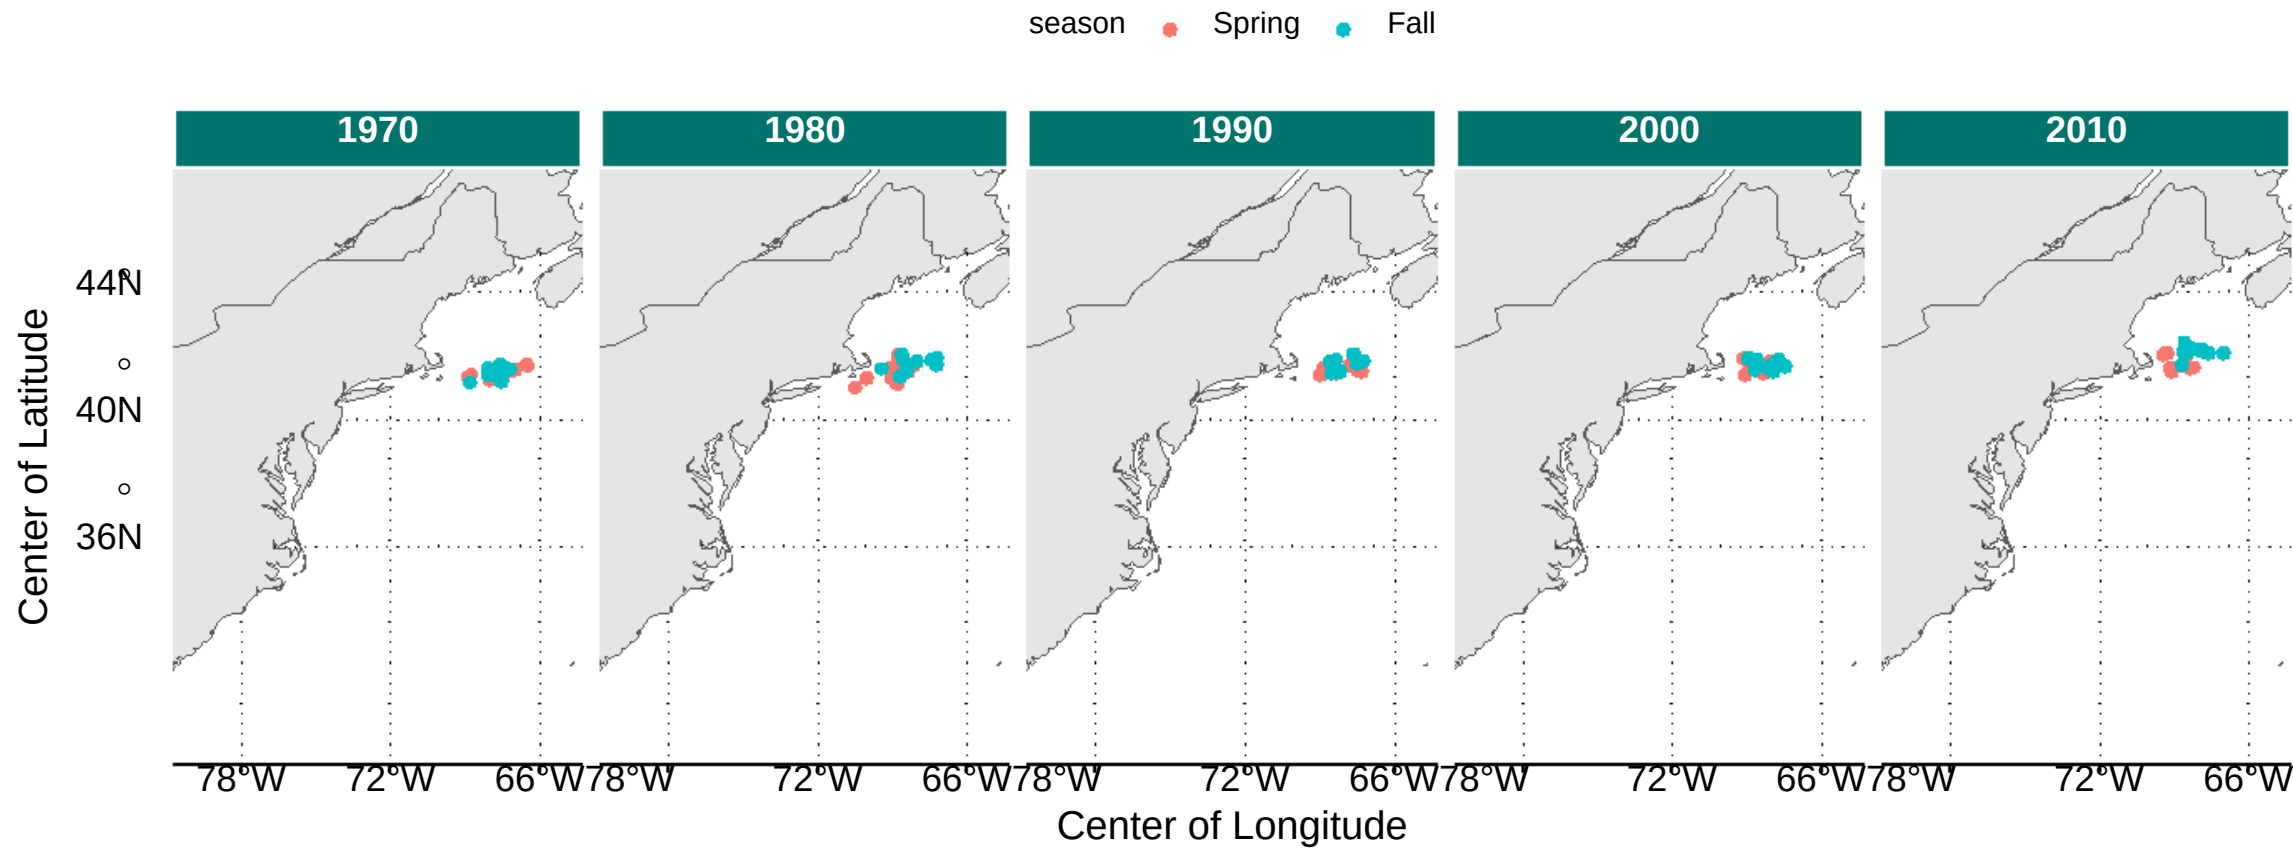 season Spring Fall
1970 1980 1990 2000 2010
44°N
40°N
36°N
Center of Latitude
78°W 72°W 66°W 78°W 72°W 66°W 78°W 72°W 66°W 78°W 72°W 66°W 78°W 72°W 66°W
Center of Longitude